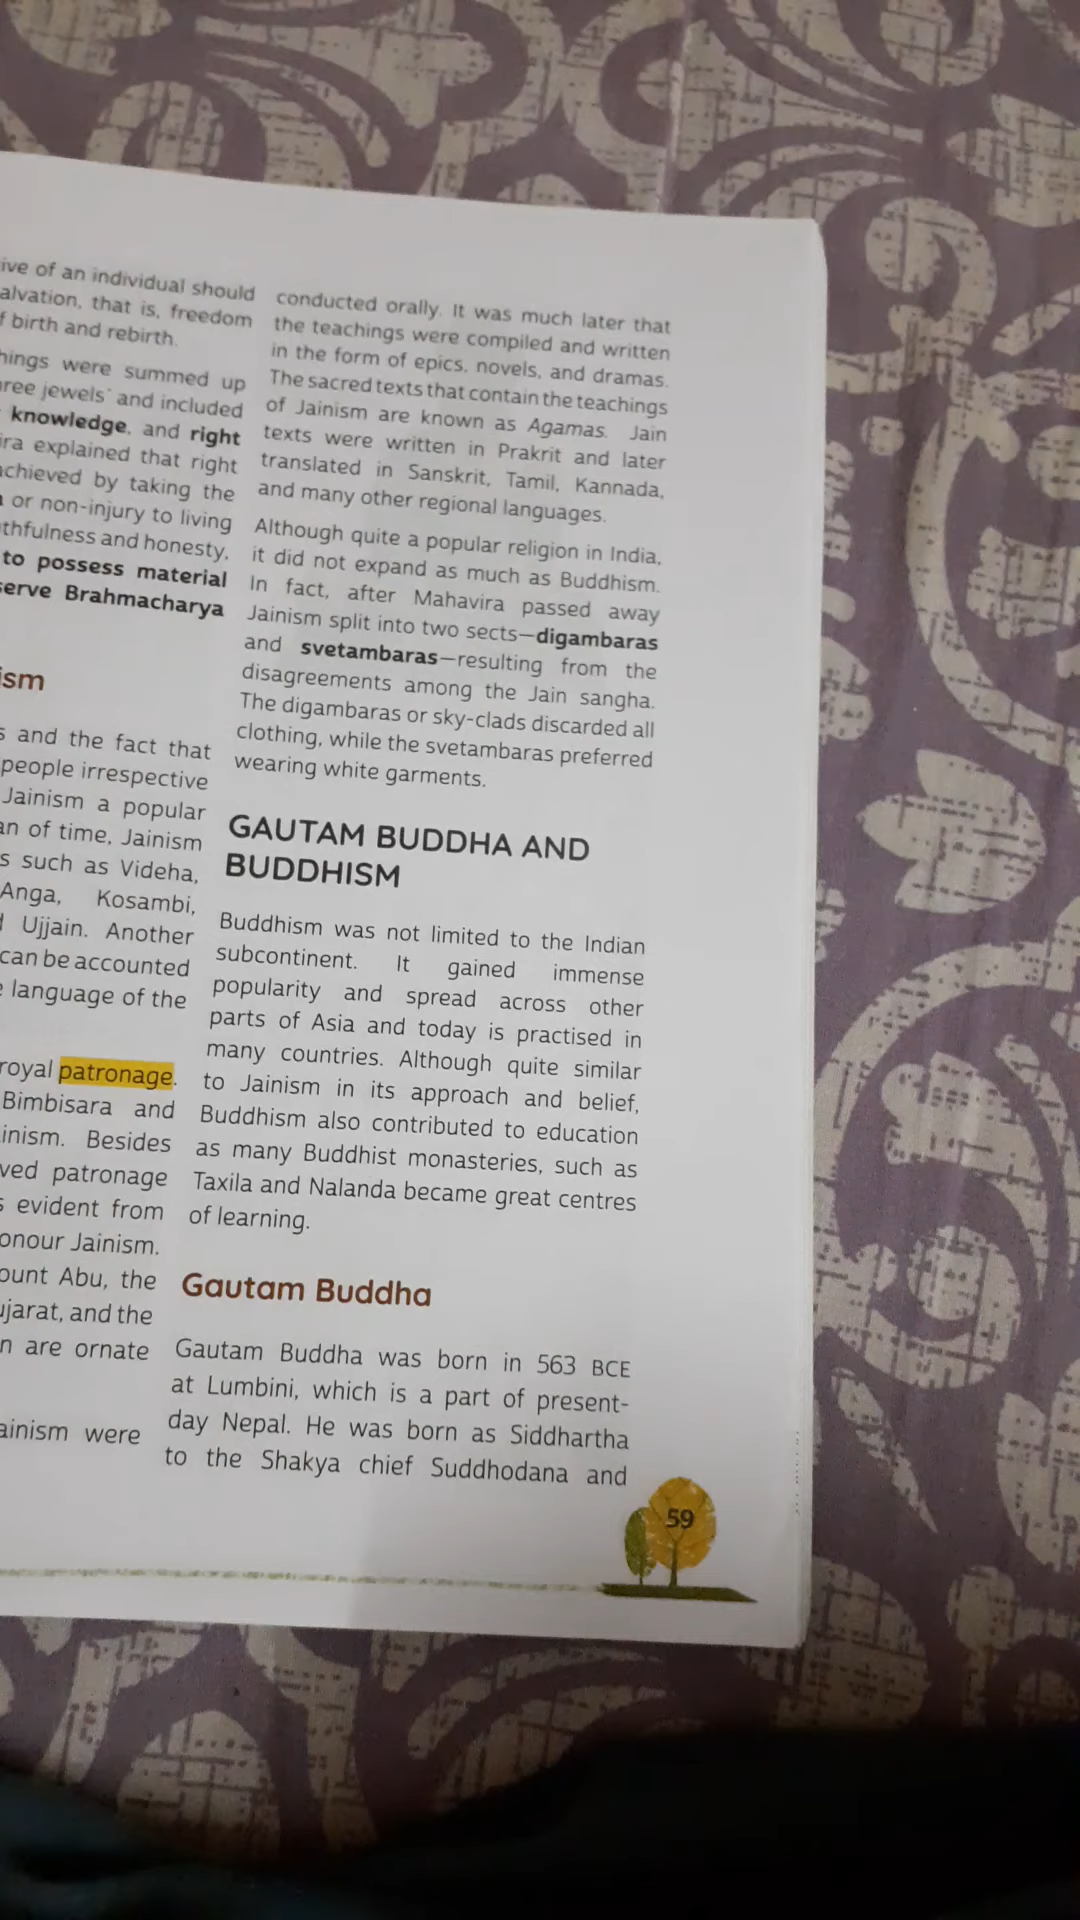 ive of an individual should
alvation, that is, freedom
f birth and rebirth.
hings were summed up
ree jewels' and included
knowledge, and right
ira explained that right
achieved by taking the
or non-injury to living
thfulness and honesty,
to possess material
serve Brahmacharya
ism
s and the fact that
people irrespective
Jainism a popular
an of time, Jainism
s such as Videha,
Anga, Kosambi,
Ujjain. Another
can be accounted
language of the
royal patronage.
Bimbisara and
inism. Besides
ved patronage
s evident from
onour Jainism.
ount Abu, the
ujarat, and the
n are ornate
ainism were
conducted orally. It was much later that
the teachings were compiled and written
in the form of epics, novels, and dramas.
The sacred texts that contain the teachings
of Jainism are known as Agamas. Jain
texts were written in Prakrit and later
translated in Sanskrit, Tamil, Kannada,
and many other regional languages.
Although quite a popular religion in India,
it did not expand as much as Buddhism.
In fact, after Mahavira passed away
Jainism split into two sects—digambaras
and svetambaras—resulting from the
disagreements among the Jain sangha.
The digambaras or sky-clads discarded all
clothing, while the svetambaras preferred
wearing white garments.
GAUTAM BUDDHA AND
BUDDHISM
Buddhism was not limited to the Indian
subcontinent. It gained immense
popularity and spread across other
parts of Asia and today is practised in
many countries. Although quite similar
to Jainism in its approach and belief,
Buddhism also contributed to education
as many Buddhist monasteries, such as
Taxila and Nalanda became great centres
of learning.
Gautam Buddha
Gautam Buddha was born in 563 BCE
at Lumbini, which is a part of present-
day Nepal. He was born as Siddhartha
to the Shakya chief Suddhodana and
59